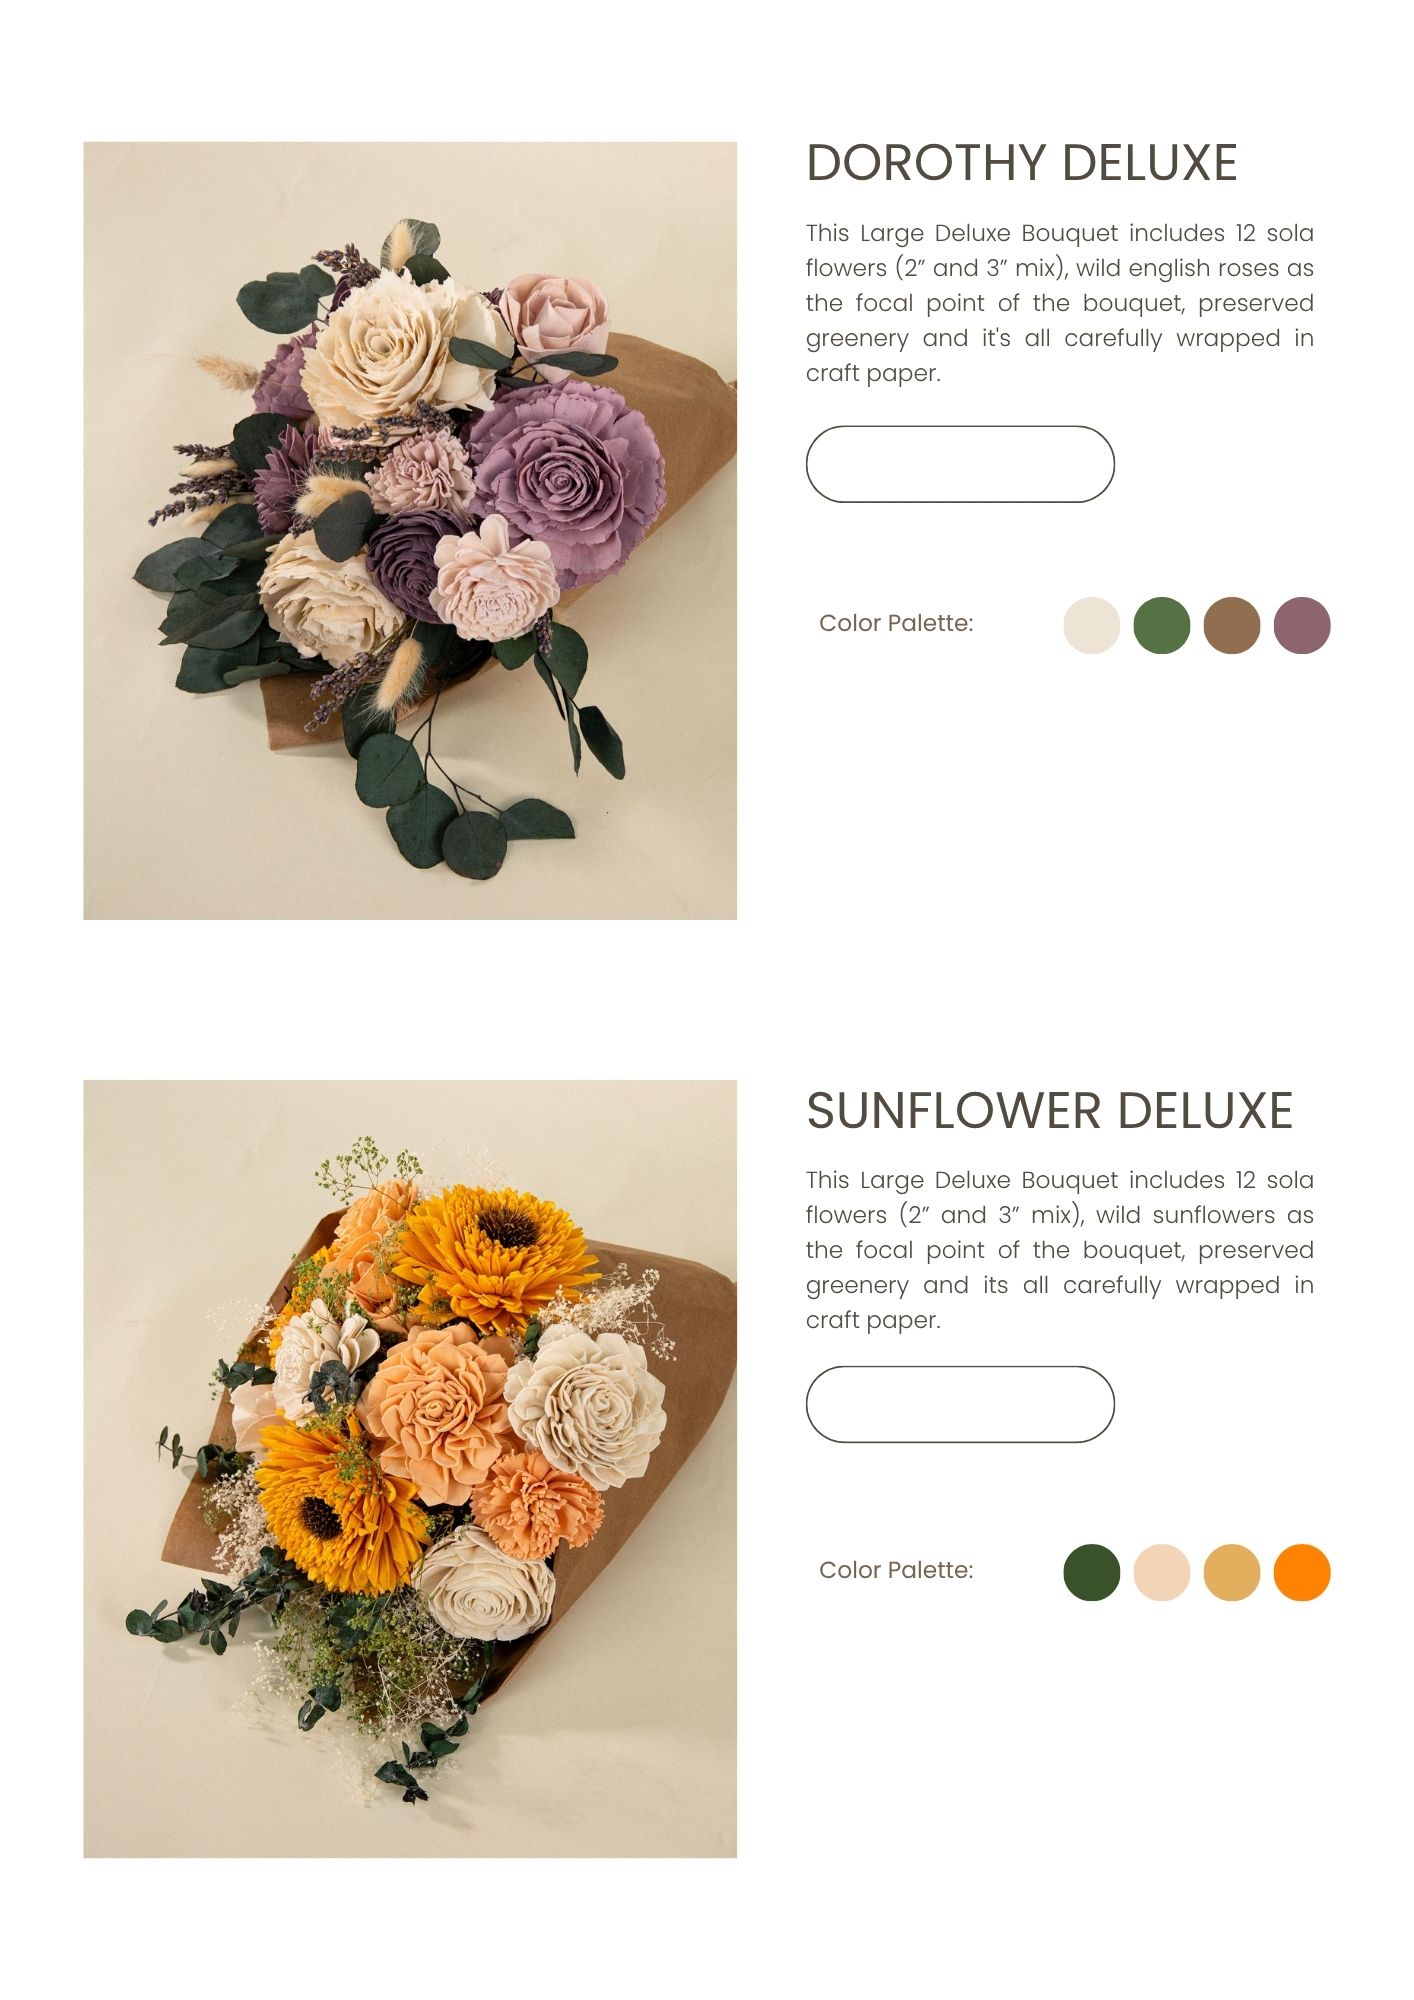 DOROTHY DELUXE
This Large Deluxe Bouquet includes 12 sola
flowers (2” and 3” mix), wild english roses as
the focal point of the bouquet, preserved
greenery and it's all carefully wrapped in
craft paper.
Color Palette:
SUNFLOWER DELUXE
This Large Deluxe Bouquet includes 12 sola
flowers (2” and 3” mix), wild sunflowers as
the focal point of the bouquet, preserved
greenery and its all carefully wrapped in
craft paper.
Color Palette: